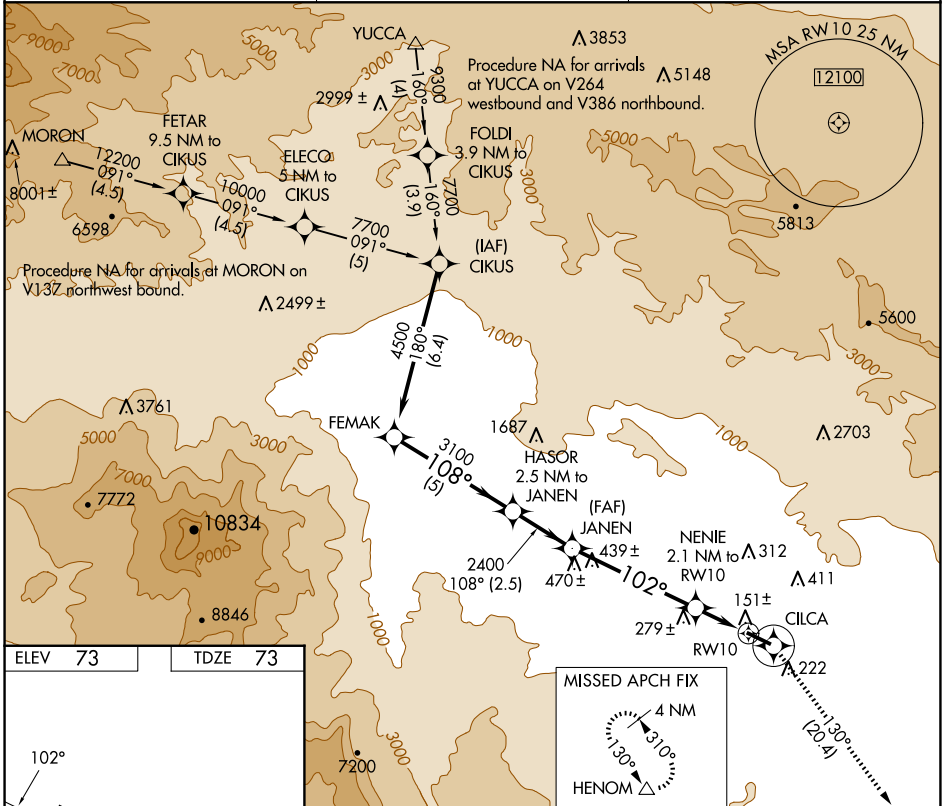 YUCCA
3853
MSA RW10 25 NM
12100
9000
7000
5000
3000
9300
160°
(4)
Procedure NA for arrivals
at YUCCA on V264
westbound and V386 northbound.
5148
2999 ±
MORON
8001±
FETAR
9.5 NM to
CIKUS
ELECO
5 NM to
CIKUS
FOLDI
3.9 NM to
CIKUS
5000
3000
12200
091°
(4.5)
10000
091°
(4.5)
7700
160°
(3.9)
6598
5813
7700
091°
(5)
(IAF)
CIKUS
Procedure NA for arrivals at MORON on
V137 northwest bound.
2499 ±
5600
1000
1000
4500
180°
(6.4)
3000
3761
5000
3000
FEMAK
1687
1000
2703
3100
108°
(5)
HASOR
2.5 NM to
JANEN
7000
7772
10834
9000
(FAF)
JANEN
439 ±
470 ±
2400
108° (2.5)
102°
NENIE
2.1 NM to
RW10
312
411
8846
1000
279 ±
151 ±
RW10
CILCA
222
ELEV 73
TDZE 73
102°
7200
3000
MISSED APCH FIX
4 NM
130°
310°
HENOM
130°
(20.4)